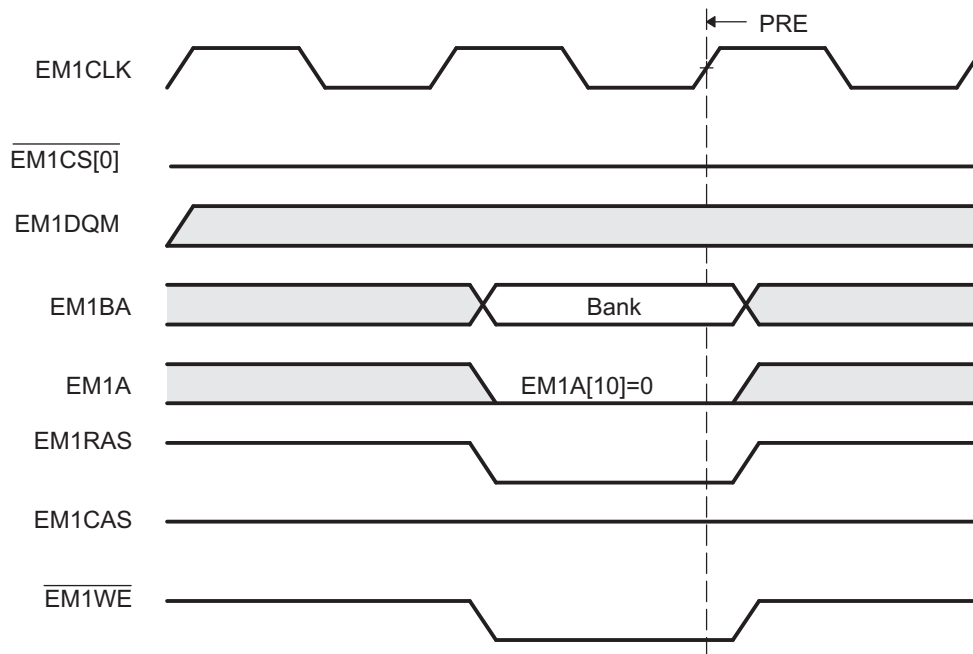 PRE
EM1CLK
EM1CS[0]
EM1DQM
EM1BA
Bank
EM1A
EM1A[10]=0
EM1RAS
EM1CAS
EM1WE